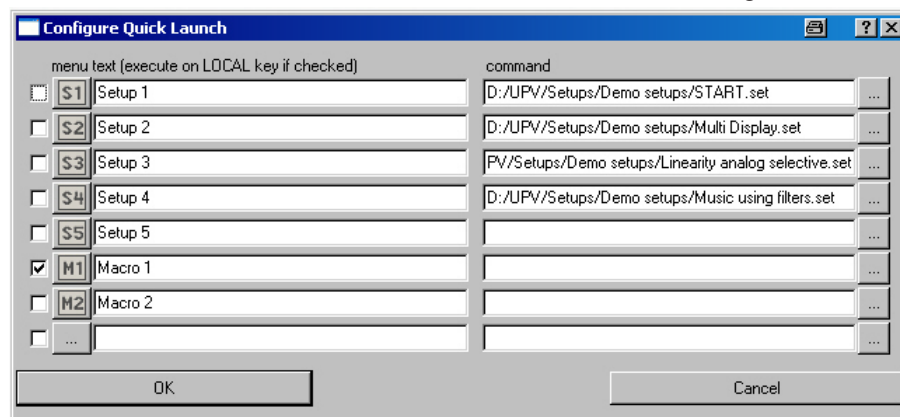 Configure Quick Launch ? X
menu text (execute on LOCAL key if checked) command
S1 Setup 1 D:/UPV/Setups/Demo setups/START.set ...
S2 Setup 2 D:/UPV/Setups/Demo setups/Multi Display.set ...
S3 Setup 3 PV/Setups/Demo setups/Linearity analog selective.set ...
S4 Setup 4 D:/UPV/Setups/Demo setups/Music using filters.set ...
S5 Setup 5 ...
M1 Macro 1 ...
M2 Macro 2 ...
... ...
OK Cancel